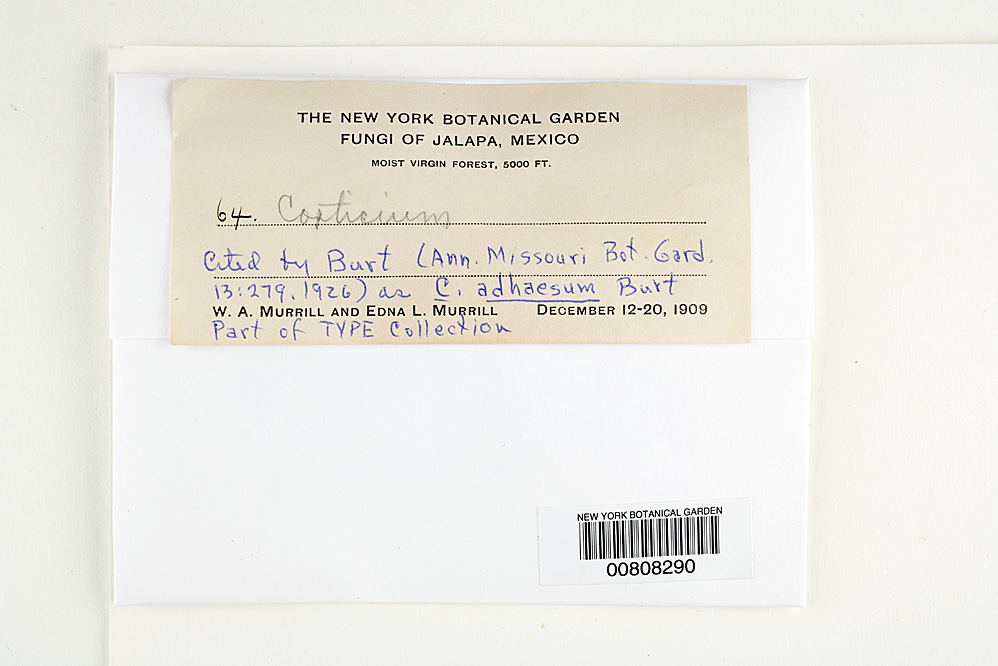 THE NEW YORK BOTANICAL GARDEN
FUNGI OF JALAPA, MEXICO
MOIST VIRGIN FOREST, 5000 FT.
64. Corticium
Cited by Burt (Ann. Missouri Bot. Gard.
13:279. 1926) as C. adhaesum Burt
W. A. MURRILL AND EDNA L. MURRILL DECEMBER 12-20, 1909
Part of TYPE Collection
NEW YORK BOTANICAL GARDEN
00808290